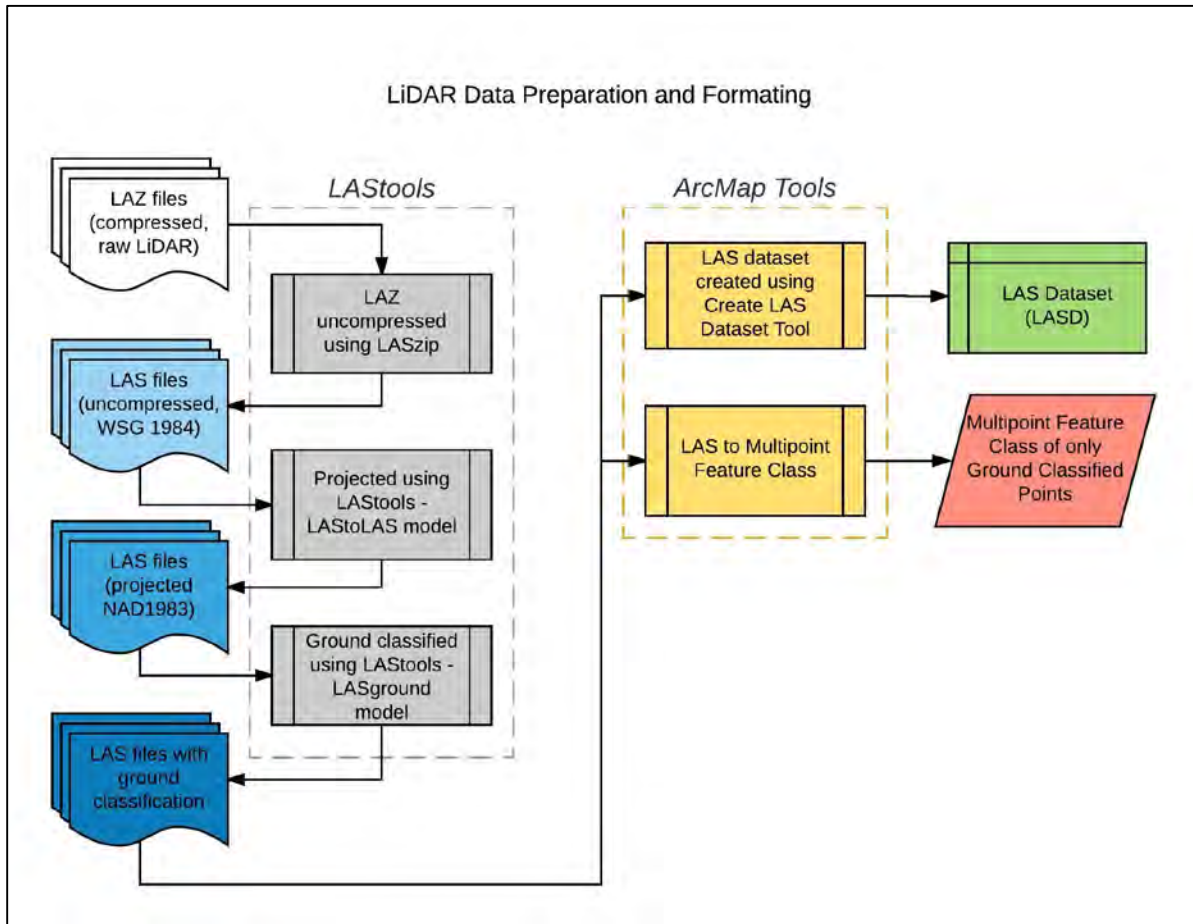 LiDAR Data Preparation and Formating
LAStools
LAZ files
(compressed,
raw LiDAR)
LAZ
uncompressed
using LASzip
LAS files
(uncompressed,
WSG 1984)
Projected using
LAStools -
LAStoLAS model
LAS files
(projected
NAD1983)
Ground classified
using LAStools -
LASground
model
LAS files with
ground
classification
ArcMap Tools
LAS dataset
created using
Create LAS
Dataset Tool
LAS Dataset
(LASD)
LAS to Multipoint
Feature Class
Multipoint Feature
Class of only
Ground Classified
Points